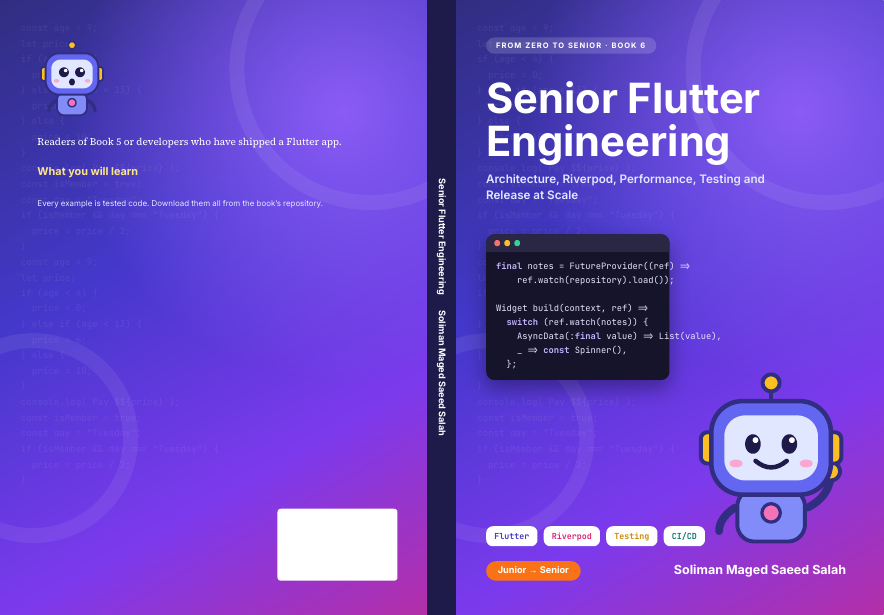 Readers of Book 5 or developers who have shipped a Flutter app.
What you will learn
Every example is tested code. Download them all from the book's repository.
Senior Flutter Engineering Soliman Maged Saeed Salah
FROM ZERO TO SENIOR · BOOK 6
Senior Flutter
Engineering
Architecture, Riverpod, Performance, Testing and
Release at Scale
final notes = FutureProvider((ref) =>
ref.watch(repository).load());
Widget build(context, ref) =>
switch (ref.watch(notes)) {
AsyncData(:final value) => List(value),
_ => const Spinner(),
};
Flutter Riverpod Testing CI/CD
Junior → Senior
Soliman Maged Saeed Salah